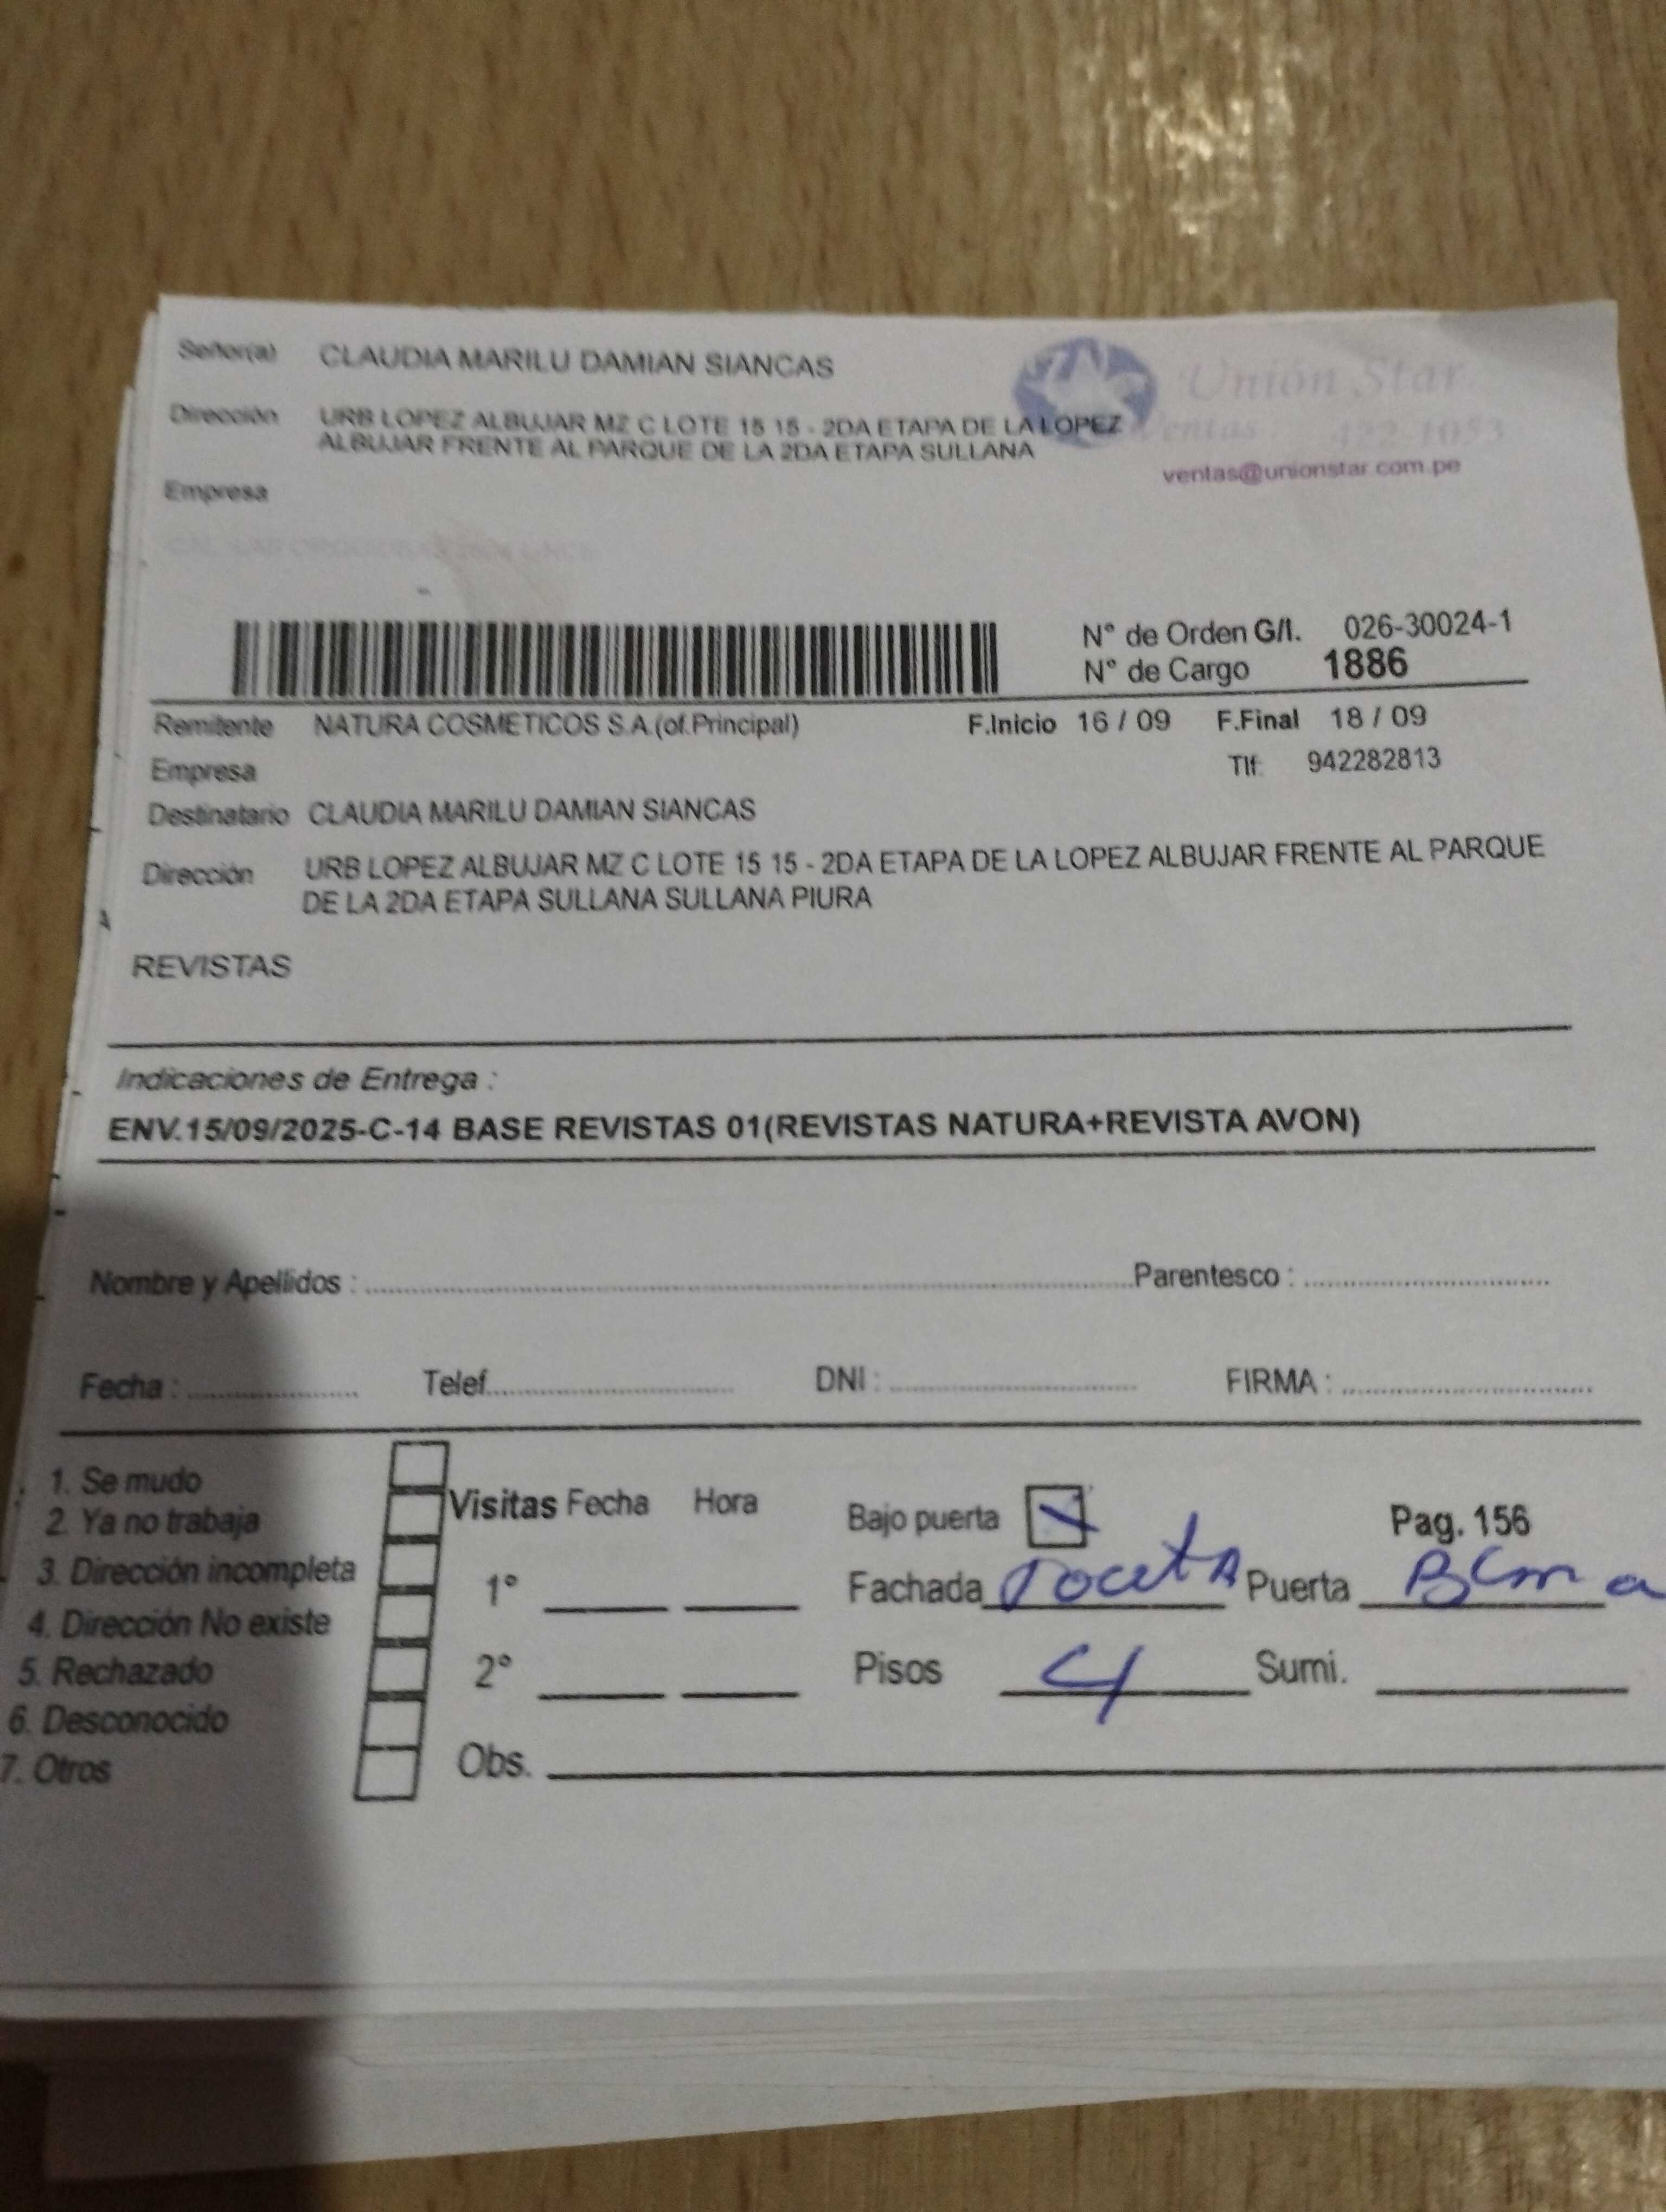 Señor(a) CLAUDIA MARILU DAMIAN SIANCAS
Unión Star
Dirección URB LOPEZ ALBUJAR MZ C LOTE 15 15 - 2DA ETAPA DE LA LOPEZ
ALBUJAR FRENTE AL PARQUE DE LA 2DA ETAPA SULLANA
Ventas 422-1053
ventas@unionstar.com.pe
Empresa
N° de Orden G/I. 026-30024-1
N° de Cargo 1886
Remitente NATURA COSMETICOS S.A.(of.Principal) F.Inicio 16 / 09 F.Final 18 / 09
Empresa Tlf: 942282813
Destinatario CLAUDIA MARILU DAMIAN SIANCAS
Dirección URB LOPEZ ALBUJAR MZ C LOTE 15 15 - 2DA ETAPA DE LA LOPEZ ALBUJAR FRENTE AL PARQUE
DE LA 2DA ETAPA SULLANA SULLANA PIURA
REVISTAS
Indicaciones de Entrega :
ENV.15/09/2025-C-14 BASE REVISTAS 01(REVISTAS NATURA+REVISTA AVON)
Nombre y Apellidos : Parentesco :
Fecha : Telef. DNI : FIRMA :
1. Se mudo
2. Ya no trabaja
3. Dirección incompleta
4. Dirección No existe
5. Rechazado
6. Desconocido
7. Otros
Visitas Fecha Hora
1°
2°
Obs.
Bajo puerta Pag. 156
Fachada Puerta
Pisos 4 Sumi.